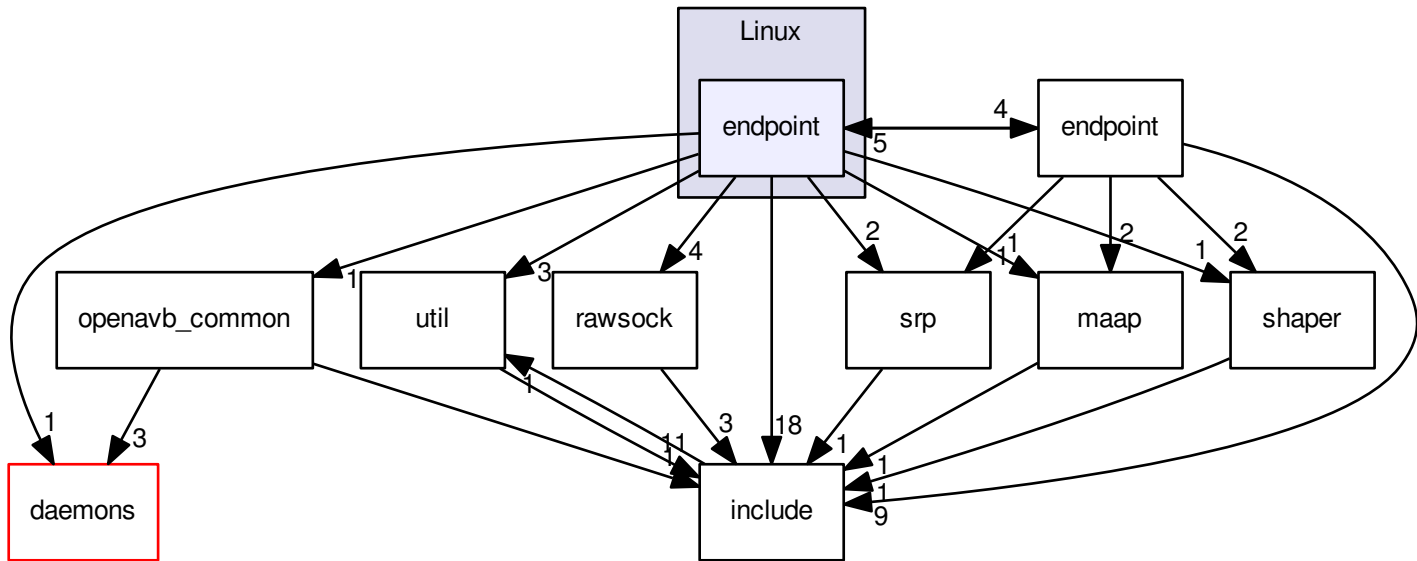 Linux
endpoint
endpoint
4
5
2
1
1
2
1
2
4
3
1
openavb_common
util
rawsock
srp
maap
shaper
1
1
3
3
11
1
18
1
1
1
9
daemons
include